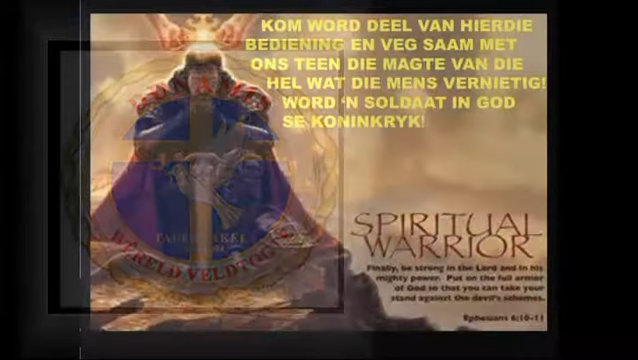 KOM WORD DEEL VAN HIERDIE
BEDIENING EN VEG SAAM MET
ONS TEEN DIE MAGTE VAN DIE
HEL WAT DIE MENS VERNIETIG!
WORD 'N SOLDAAT IN GOD
SE KONINKRYK!
WÊRELD VELDTOG
SPIRITUAL
WARRIOR
Finally, be strong in the Lord and in his
mighty power. Put on the full armor
of God so that you can take your
stand against the devil's schemes.
Ephesians 6:10-11